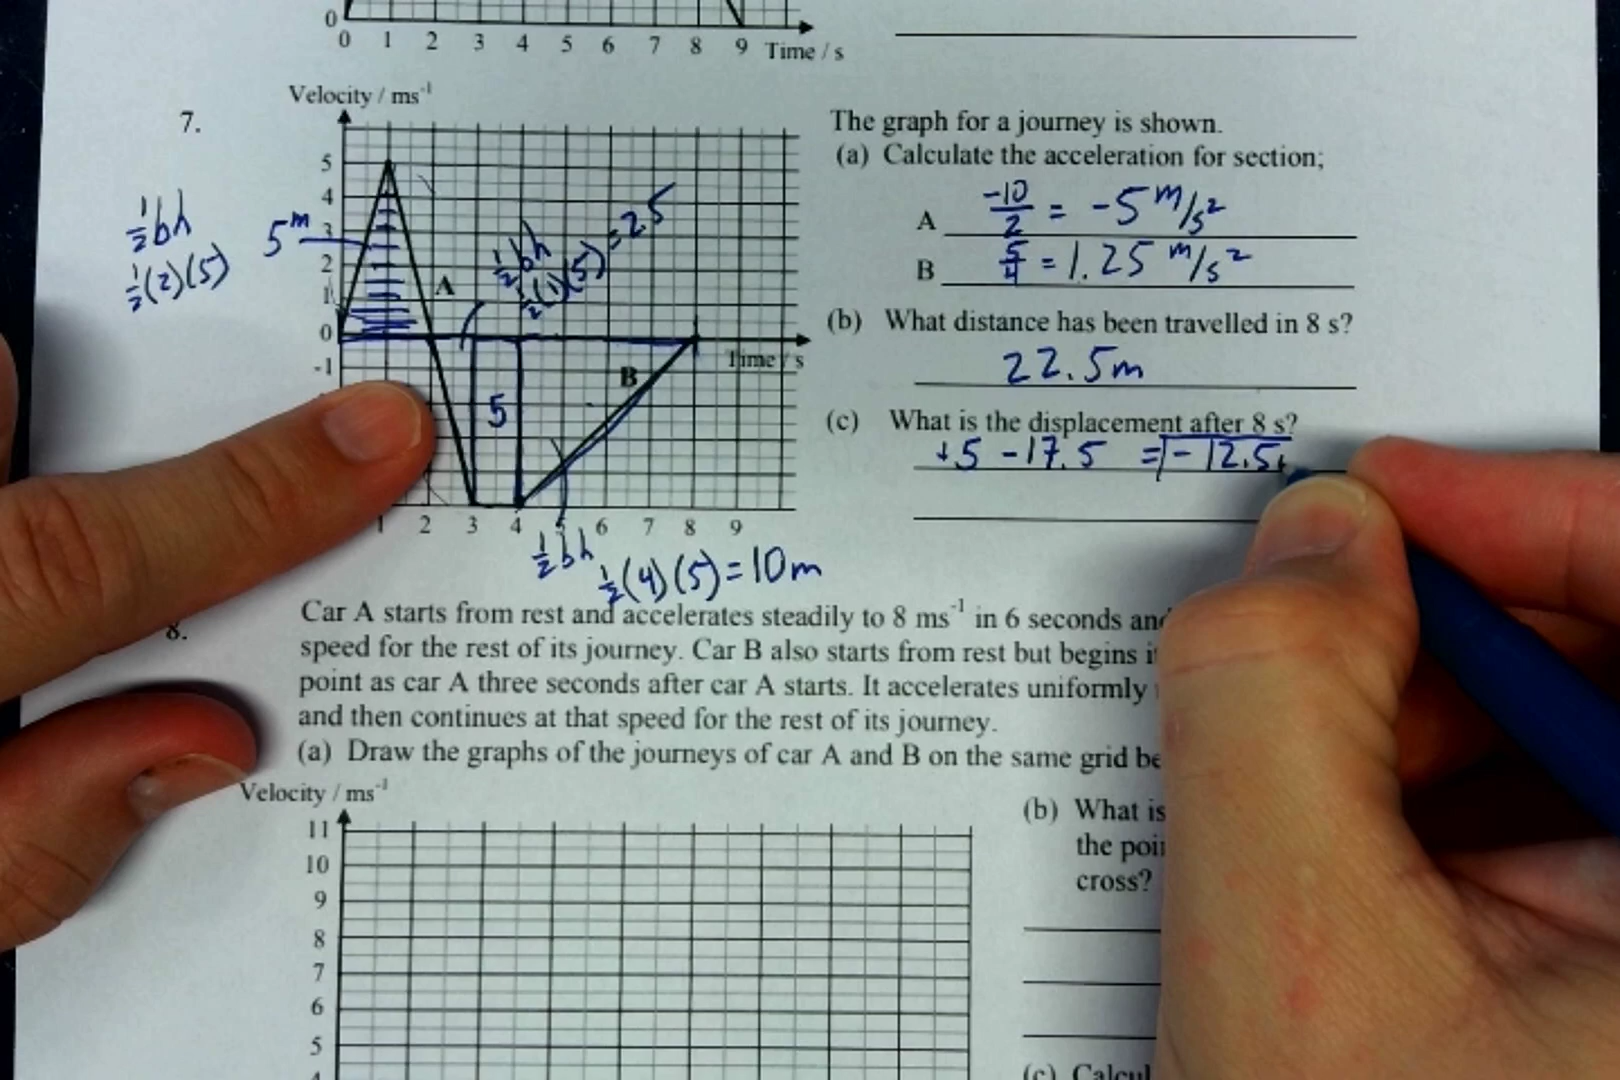 0
0 1 2 3 4 5 6 7 8 9 Time / s
Velocity / ms⁻¹
7.
5
4
3
2
1
0
-1
1 2 3 4 5 6 7 8 9
Time / s
A
B
½bh
½(2)(5)
5 m
½bh
½(1)(5) = 2.5
5
½bh
½(4)(5) = 10m
The graph for a journey is shown.
(a) Calculate the acceleration for section;
A -10/2 = -5 m/s²
B 5/4 = 1.25 m/s²
(b) What distance has been travelled in 8 s?
22.5m
(c) What is the displacement after 8 s?
+5 -17.5 = -12.5
8.
Car A starts from rest and accelerates steadily to 8 ms⁻¹ in 6 seconds
speed for the rest of its journey. Car B also starts from rest but begins
point as car A three seconds after car A starts. It accelerates uniformly
and then continues at that speed for the rest of its journey.
(a) Draw the graphs of the journeys of car A and B on the same grid
Velocity / ms⁻¹
11
10
9
8
7
6
5
(b) What is
the
cross?
(c)